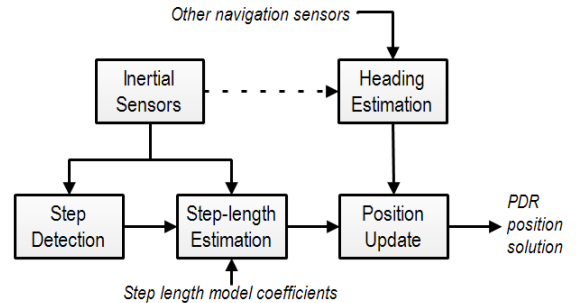 Other navigation sensors
Inertial
Sensors
Heading
Estimation
Step
Detection
Step-length
Estimation
Position
Update
PDR
position
solution
Step length model coefficients